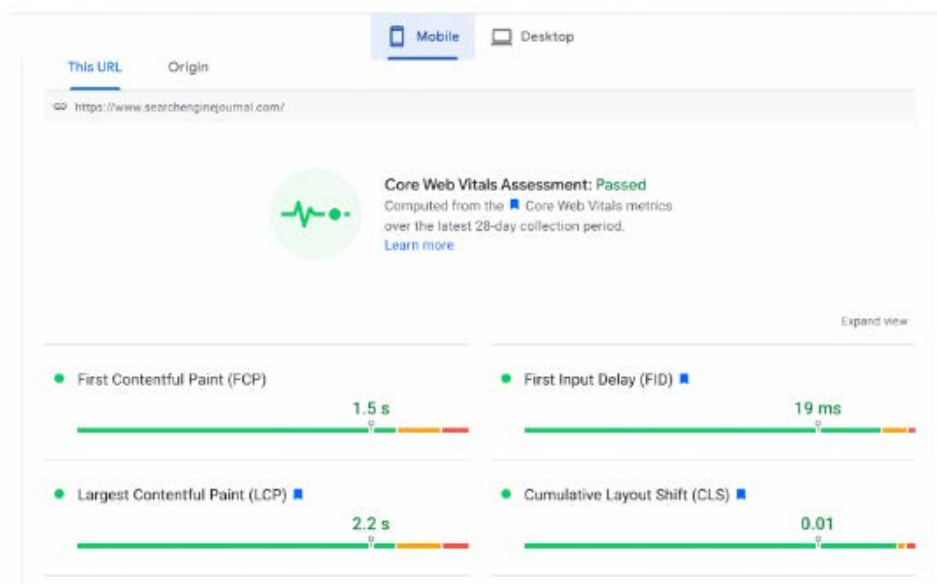 Mobile
Desktop
This URL
Origin
https://www.searchenginejournal.com/
Core Web Vitals Assessment: Passed
Computed from the Core Web Vitals metrics
over the latest 28-day collection period.
Learn more
Expand view
First Contentful Paint (FCP)
1.5 s
First Input Delay (FID)
19 ms
Largest Contentful Paint (LCP)
2.2 s
Cumulative Layout Shift (CLS)
0.01